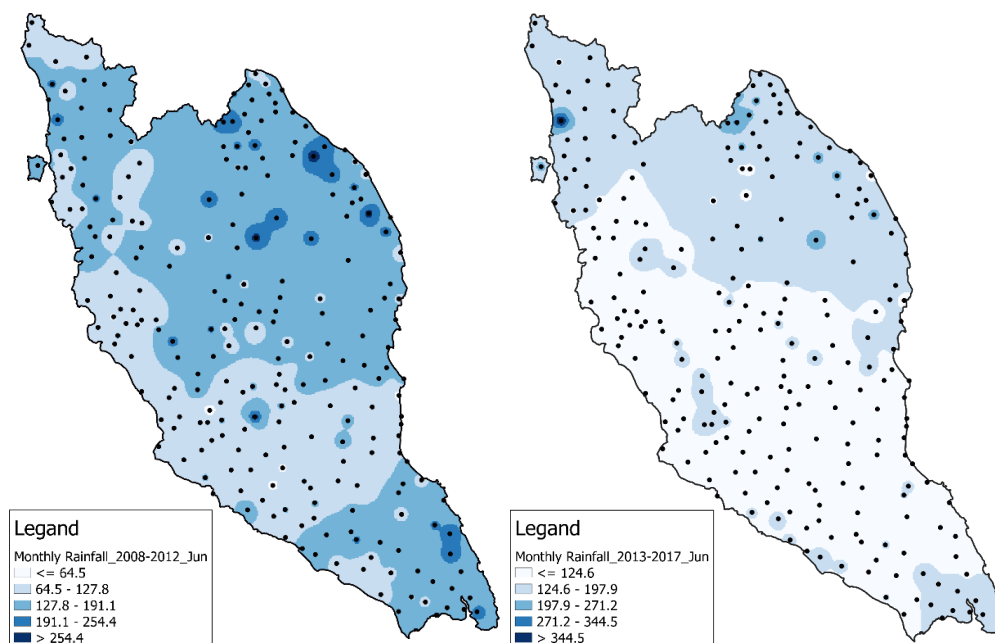 Legand
Monthly Rainfall_2008-2012_Jun
<= 64.5
64.5 - 127.8
127.8 - 191.1
191.1 - 254.4
> 254.4
Legand
Monthly Rainfall_2013-2017_Jun
<= 124.6
124.6 - 197.9
197.9 - 271.2
271.2 - 344.5
> 344.5